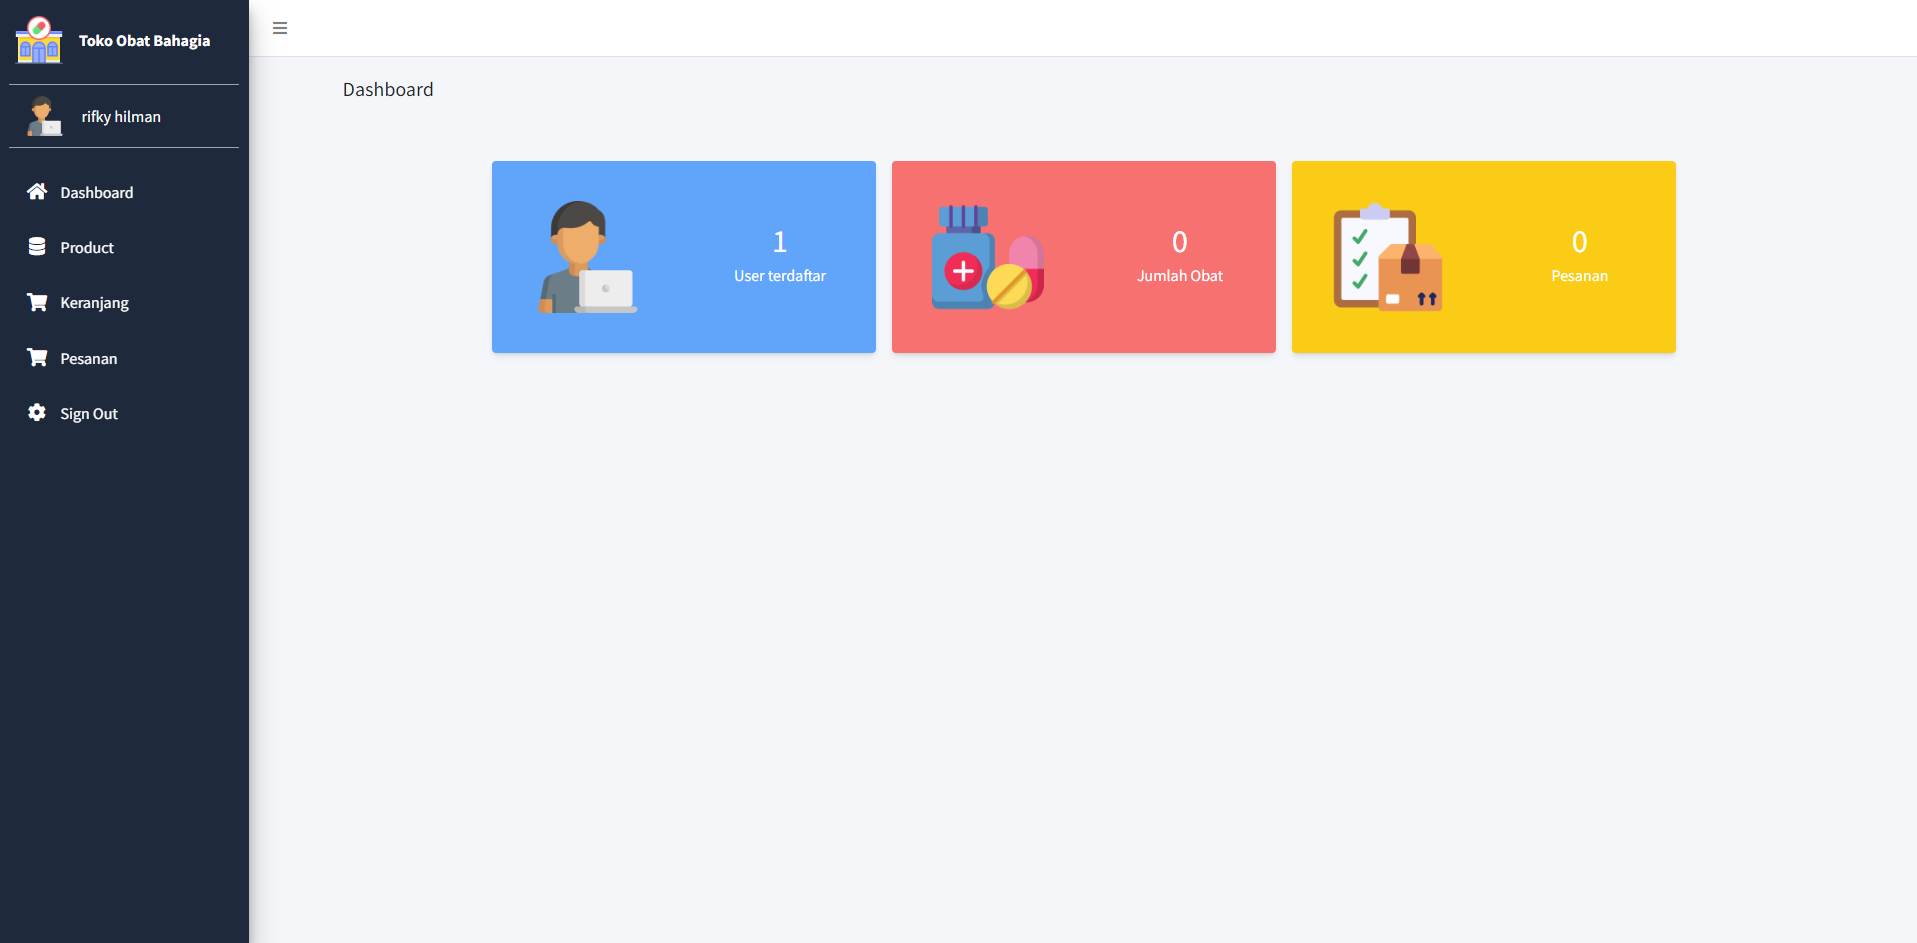 Toko Obat Bahagia
rifky hilman
Dashboard
Product
Keranjang
Pesanan
Sign Out
Dashboard
1
User terdaftar
0
Jumlah Obat
0
Pesanan